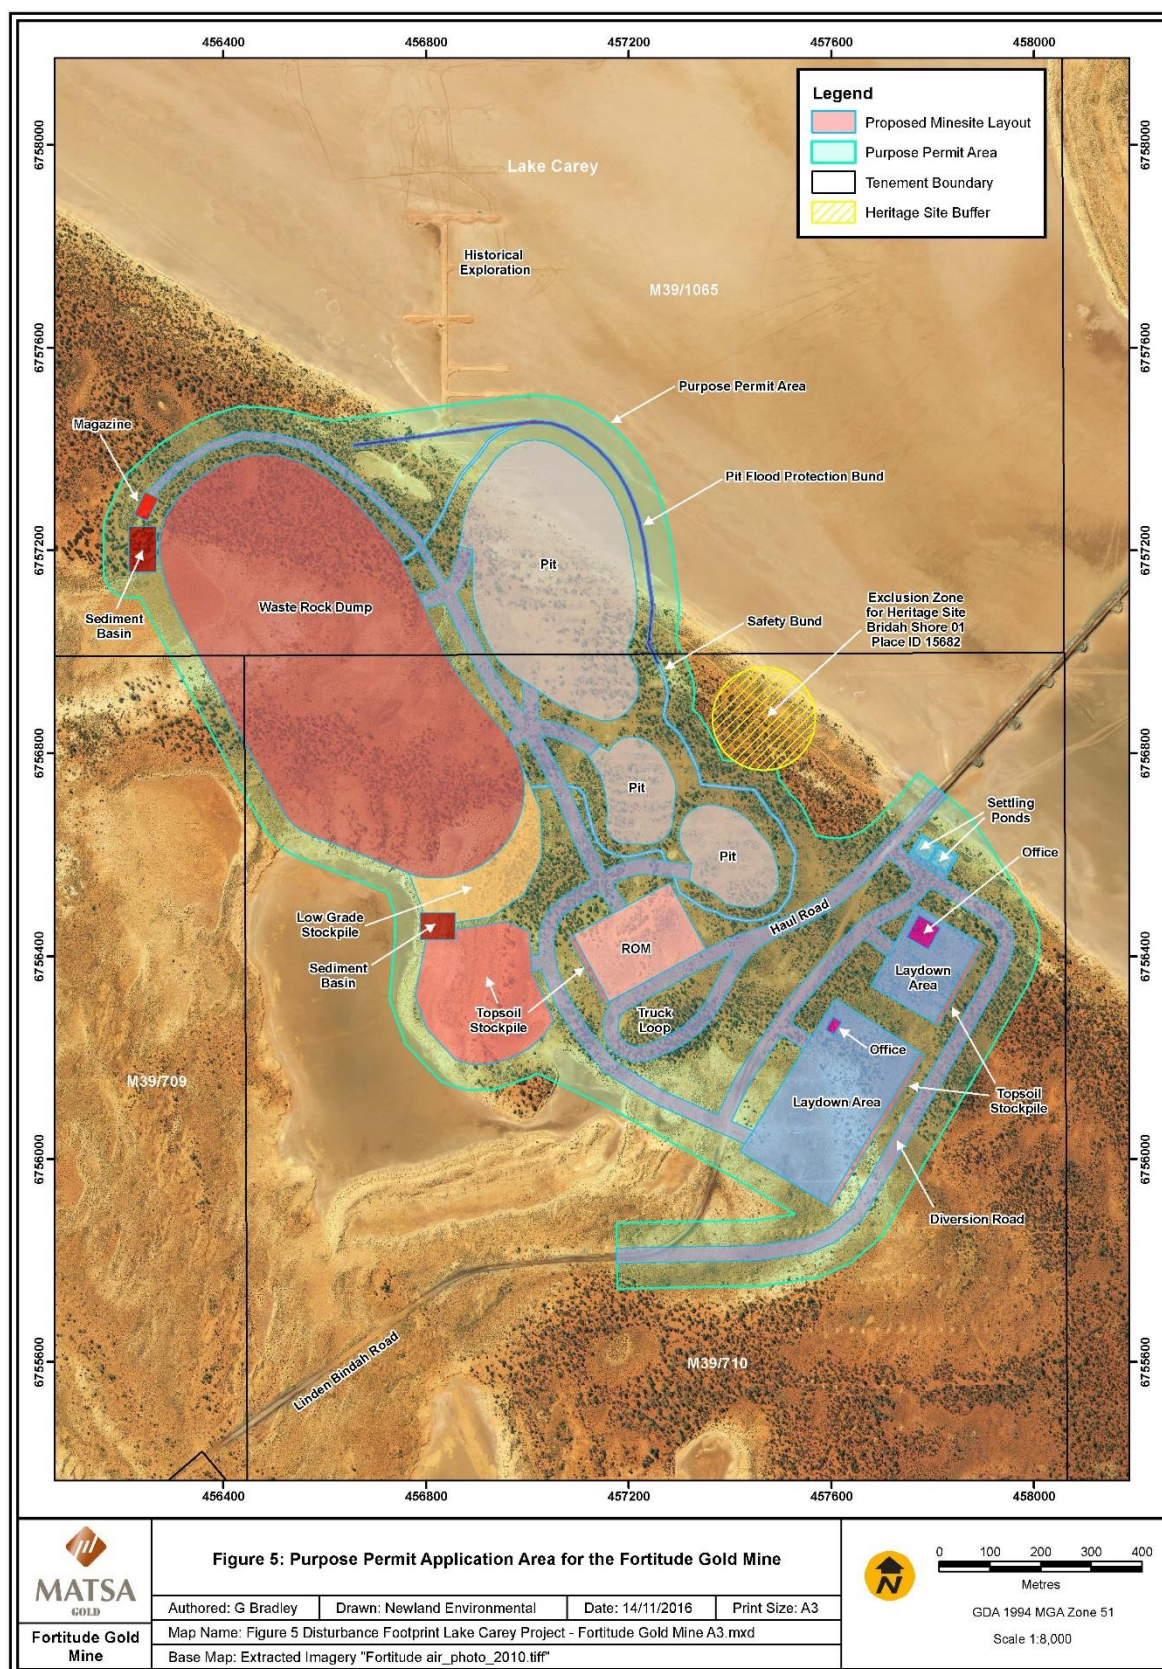 456400
456800
457200
457600
458000
6758000
6757600
6757200
6756800
6756400
6756000
6755600
6758000
6757600
6757200
6756800
6756400
6756000
6755600
Legend
Proposed Minesite Layout
Purpose Permit Area
Tenement Boundary
Heritage Site Buffer
Lake Carey
Historical
Exploration
M39/1065
Purpose Permit Area
Magazine
Pit Flood Protection Bund
Pit
Exclusion Zone
for Heritage Site
Bridah Shore 01
Place ID 15682
Waste Rock Dump
Sediment
Basin
Safety Bund
Pit
Settling
Ponds
Office
Pit
Low Grade
Stockpile
Haul Road
ROM
Sediment
Basin
Laydown
Area
Topsoil
Stockpile
Truck
Loop
Office
M39/709
Laydown Area
Topsoil
Stockpile
Diversion Road
Linden Bindah Road
M39/710
456400
456800
457200
457600
458000
MATSA
GOLD
Fortitude Gold
Mine
Figure 5: Purpose Permit Application Area for the Fortitude Gold Mine
Authored: G Bradley
Drawn: Newland Environmental
Date: 14/11/2016
Print Size: A3
Map Name: Figure 5 Disturbance Footprint Lake Carey Project - Fortitude Gold Mine A3.mxd
Base Map: Extracted Imagery "Fortitude air_photo_2010.tiff"
N
0 100 200 300 400
Metres
GDA 1994 MGA Zone 51
Scale 1:8,000